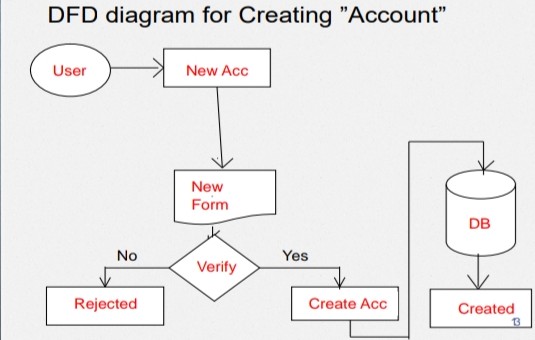 DFD diagram for Creating ”Account”
User
New Acc
New
Form
No
Verify
Yes
Rejected
Create Acc
DB
Created
13